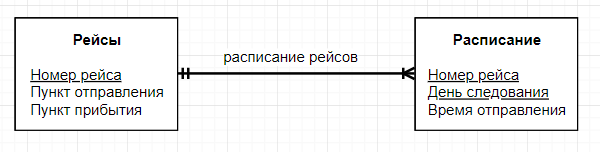 Рейсы
Номер рейса
Пункт отправления
Пункт прибытия
расписание рейсов
Расписание
Номер рейса
День следования
Время отправления